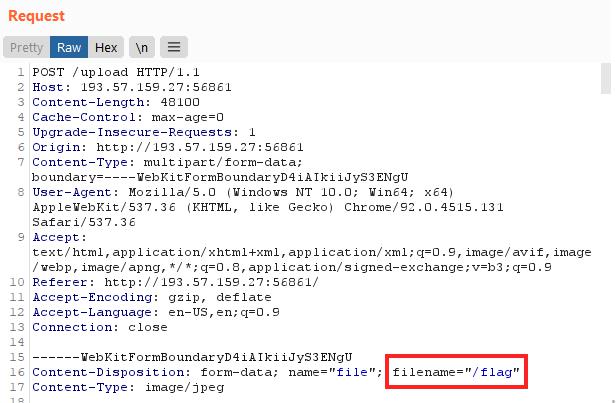 Request
Pretty Raw Hex \n
1 POST /upload HTTP/1.1
2 Host: 193.57.159.27:56861
3 Content-Length: 48100
4 Cache-Control: max-age=0
5 Upgrade-Insecure-Requests: 1
6 Origin: http://193.57.159.27:56861
7 Content-Type: multipart/form-data;
boundary=----WebKitFormBoundaryD4iAIkiiJyS3ENgU
8 User-Agent: Mozilla/5.0 (Windows NT 10.0; Win64; x64)
AppleWebKit/537.36 (KHTML, like Gecko) Chrome/92.0.4515.131
Safari/537.36
9 Accept:
text/html,application/xhtml+xml,application/xml;q=0.9,image/avif,image
/webp,image/apng,*/*;q=0.8,application/signed-exchange;v=b3;q=0.9
10 Referer: http://193.57.159.27:56861/
11 Accept-Encoding: gzip, deflate
12 Accept-Language: en-US,en;q=0.9
13 Connection: close
14
15 ------WebKitFormBoundaryD4iAIkiiJyS3ENgU
16 Content-Disposition: form-data; name="file"; filename="/flag"
17 Content-Type: image/jpeg
18